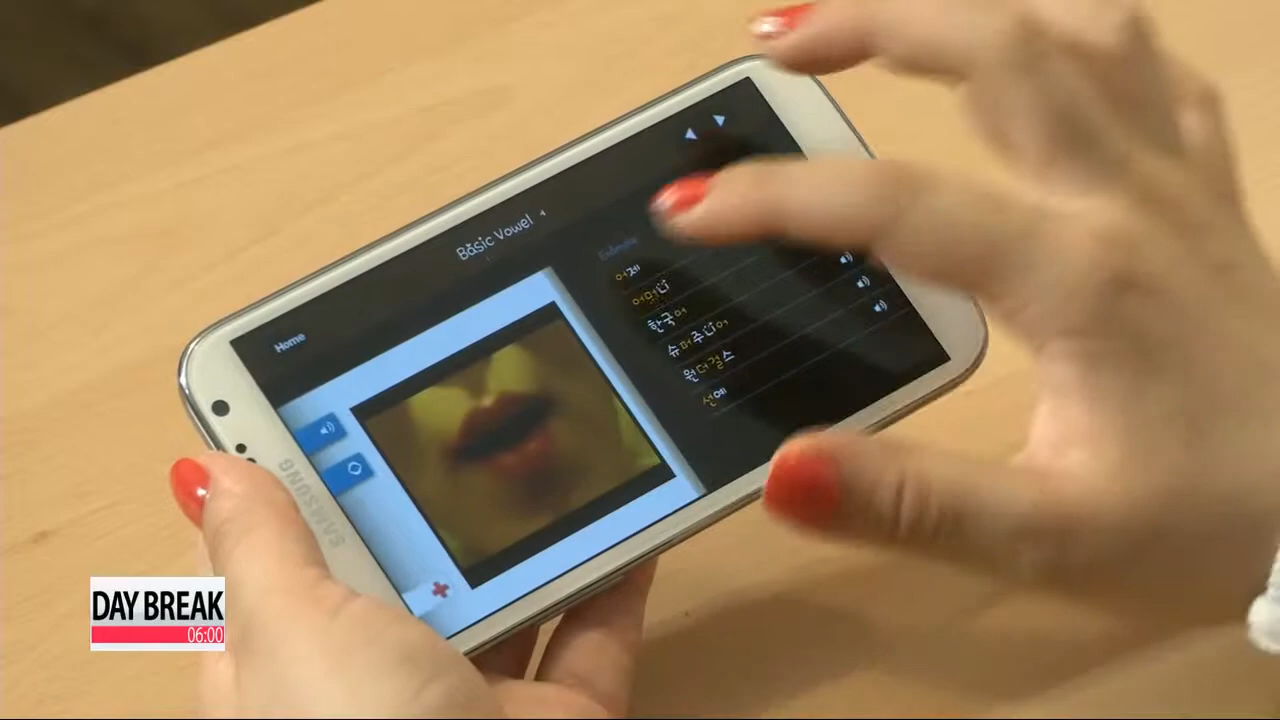 Basic Vowel
Home
어제
어머니
한국어
슈퍼주니어
원더걸스
선예
SAMSUNG
DAY BREAK
06:00